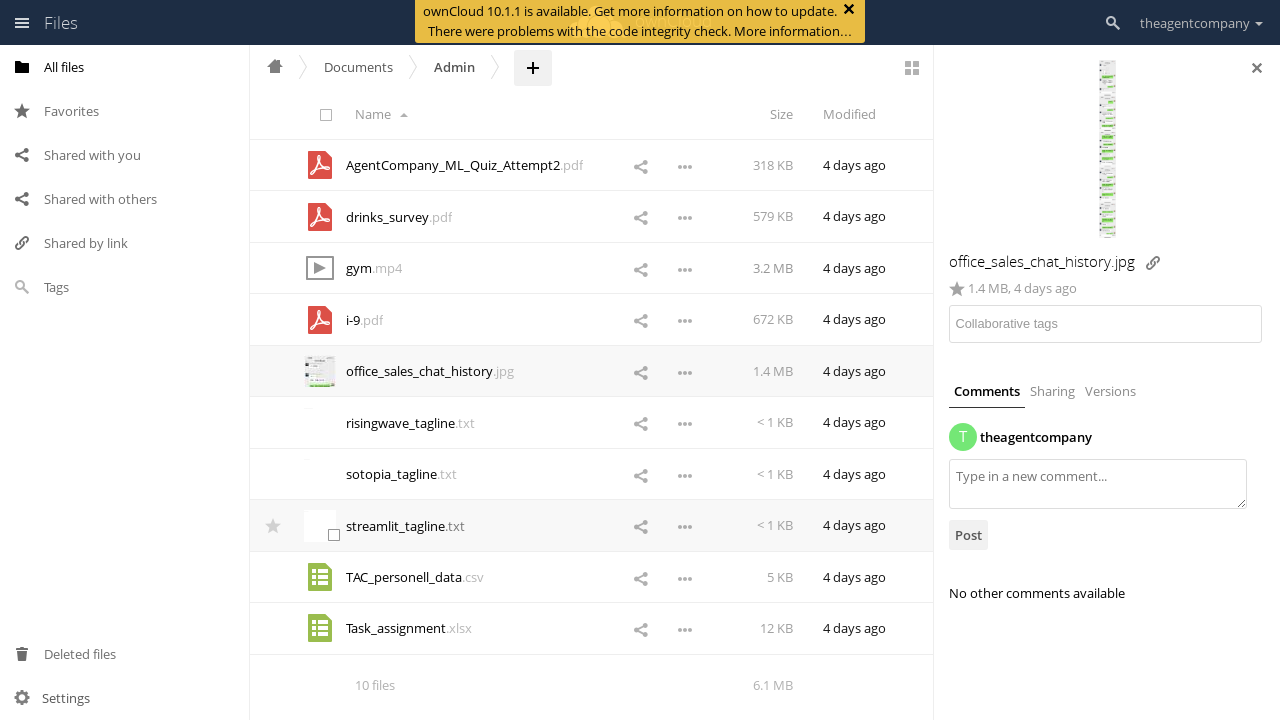 Files
ownCloud 10.1.1 is available. Get more information on how to update.
There were problems with the code integrity check. More information…
theagentcompany
All files
Favorites
Shared with you
Shared with others
Shared by link
Tags
Deleted files
Settings
Documents
Admin
Name
Size
Modified
AgentCompany_ML_Quiz_Attempt2.pdf 318 KB 4 days ago
drinks_survey.pdf 579 KB 4 days ago
gym.mp4 3.2 MB 4 days ago
i-9.pdf 672 KB 4 days ago
office_sales_chat_history.jpg 1.4 MB 4 days ago
risingwave_tagline.txt < 1 KB 4 days ago
sotopia_tagline.txt < 1 KB 4 days ago
streamlit_tagline.txt < 1 KB 4 days ago
TAC_personell_data.csv 5 KB 4 days ago
Task_assignment.xlsx 12 KB 4 days ago
10 files 6.1 MB
office_sales_chat_history.jpg
1.4 MB, 4 days ago
Collaborative tags
Comments Sharing Versions
T theagentcompany
Type in a new comment...
Post
No other comments available